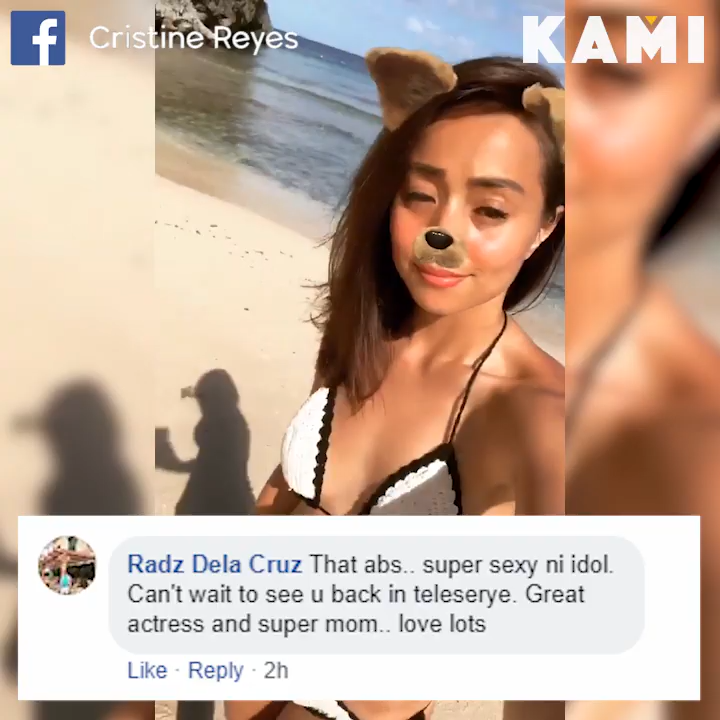 Cristine Reyes
KAMI
Radz Dela Cruz That abs.. super sexy ni idol.
Can't wait to see u back in teleserye. Great
actress and super mom.. love lots
Like · Reply · 2h